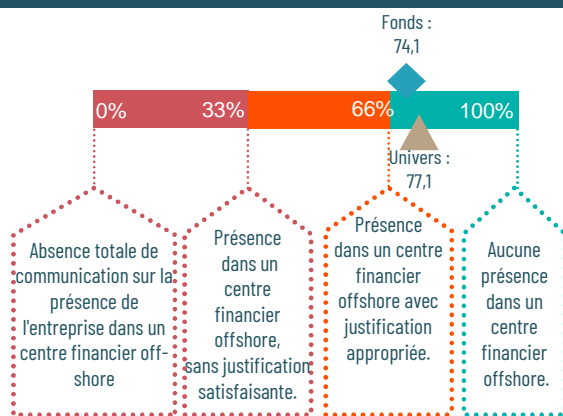 Fonds :
74,1
0%
33%
66%
100%
Univers :
77,1
Absence totale de
communication sur la
présence de
l'entreprise dans un
centre financier off-
shore
Présence
dans un
centre
financier
offshore,
sans justification
satisfaisante.
Présence
dans un centre
financier
offshore avec
justification
appropriée.
Aucune
présence
dans un
centre
financier
offshore.